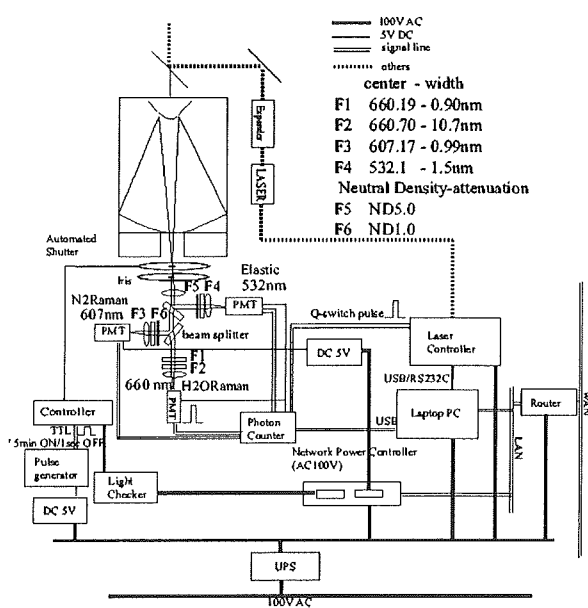 100V AC
5V DC
signal line
others
center - width
F1 660.19 - 0.90nm
F2 660.70 - 10.7nm
F3 607.17 - 0.99nm
F4 532.1 - 1.5nm
Neutral Density-attenuation
F5 ND5.0
F6 ND1.0
Expander
LASER
Automated
Shutter
Iris
F5 F4
Elastic
532nm
PMT
N2Raman
607nm
F3 F6
PMT
beam splitter
F1
F2
660 nm
H2ORaman
PMT
Q-switch pulse
DC 5V
Laser
Controller
USB/RS232C
Laptop PC
USB
Router
WAN
LAN
Controller
TTL
5min ON/1sec OFF
Pulse
generator
DC 5V
Light
Checker
Photon
Counter
Network Power Controller
(AC100V)
UPS
100V AC